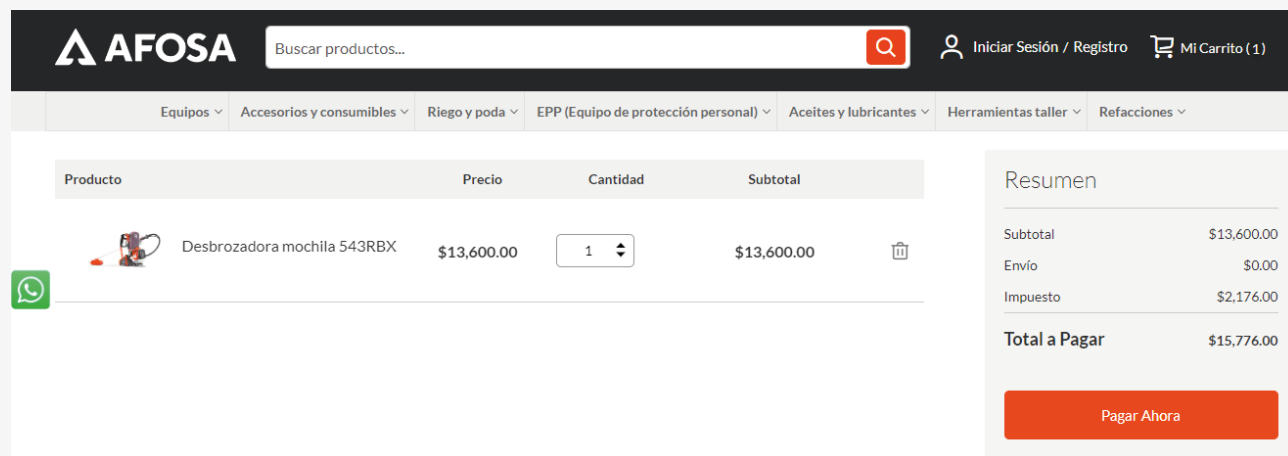 AFOSA
Buscar productos...
Iniciar Sesión / Registro
Mi Carrito ( 1 )
Equipos
Accesorios y consumibles
Riego y poda
EPP (Equipo de protección personal)
Aceites y lubricantes
Herramientas taller
Refacciones
Producto Precio Cantidad Subtotal
Desbrozadora mochila 543RBX $13,600.00 1 $13,600.00
Resumen
Subtotal $13,600.00
Envío $0.00
Impuesto $2,176.00
Total a Pagar $15,776.00
Pagar Ahora